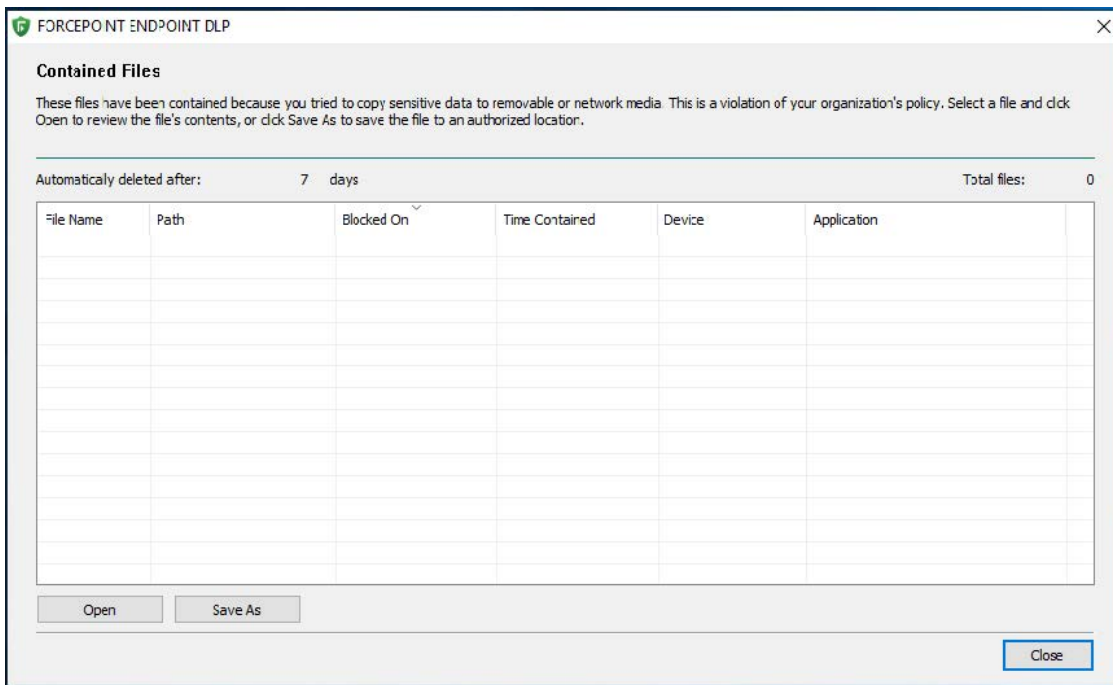 FORCEPOINT ENDPOINT DLP
Contained Files
These files have been contained because you tried to copy sensitive data to removable or network media. This is a violation of your organization's policy. Select a file and click
Open to review the file's contents, or click Save As to save the file to an authorized location.
Automatically deleted after: 7 days Total files: 0
File Name Path Blocked On Time Contained Device Application
Open Save As
Close